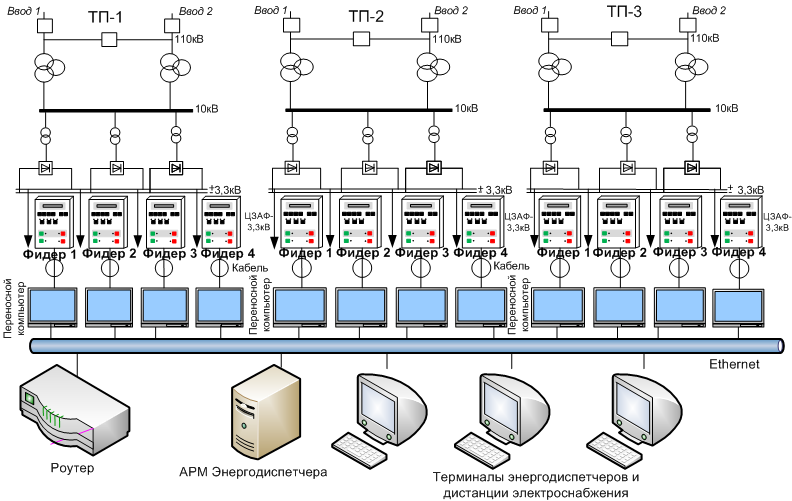 Ввод 1
ТП-1
Ввод 2
Ввод 1
ТП-2
Ввод 2
Ввод 1
ТП-3
Ввод 2
110кВ
110кВ
110кВ
10кВ
10кВ
10кВ
± 3,3кВ
± 3,3кВ
± 3,3кВ
ЦЗАФ-
3,3кВ
ЦЗАФ-
3,3кВ
ЦЗАФ-
3,3кВ
Фидер 1
Фидер 2
Фидер 3
Фидер 4
Фидер 1
Фидер 2
Фидер 3
Фидер 4
Фидер 1
Фидер 2
Фидер 3
Фидер 4
Кабель
Кабель
Переносной
компьютер
Переносной
компьютер
Переносной
компьютер
Ethernet
Роутер
АРМ Энергодиспетчера
Терминалы энергодиспетчеров и
дистанции электроснабжения